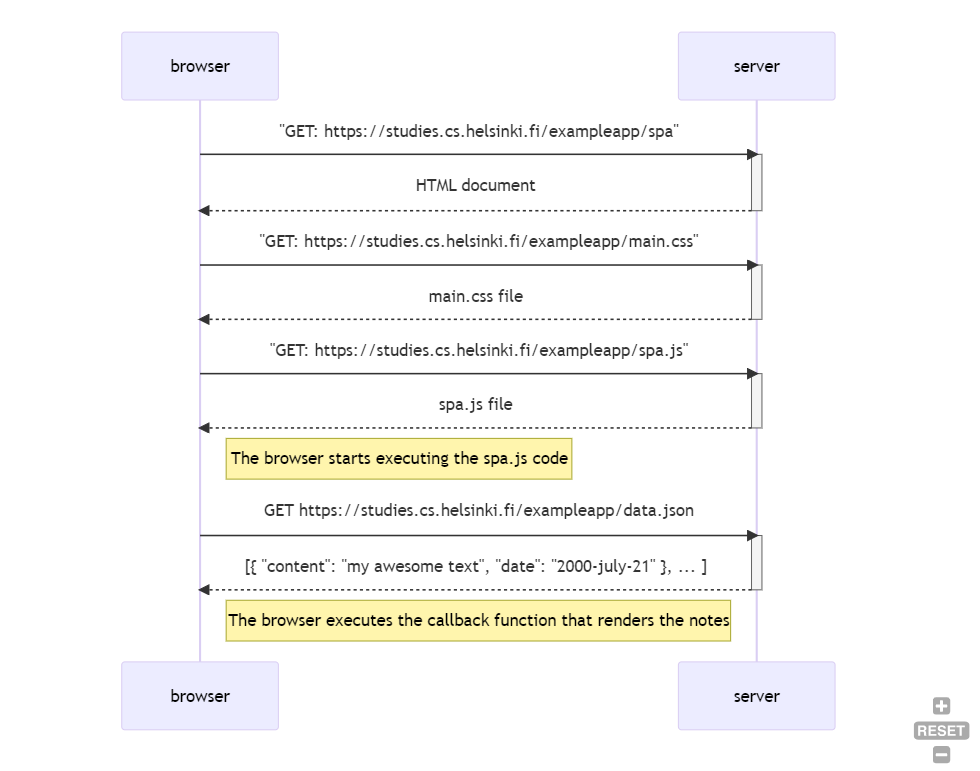 browser
server
"GET: https://studies.cs.helsinki.fi/exampleapp/spa"
HTML document
"GET: https://studies.cs.helsinki.fi/exampleapp/main.css"
main.css file
"GET: https://studies.cs.helsinki.fi/exampleapp/spa.js"
spa.js file
The browser starts executing the spa.js code
GET https://studies.cs.helsinki.fi/exampleapp/data.json
[{ "content": "my awesome text", "date": "2000-july-21" }, ... ]
The browser executes the callback function that renders the notes
browser
server
RESET